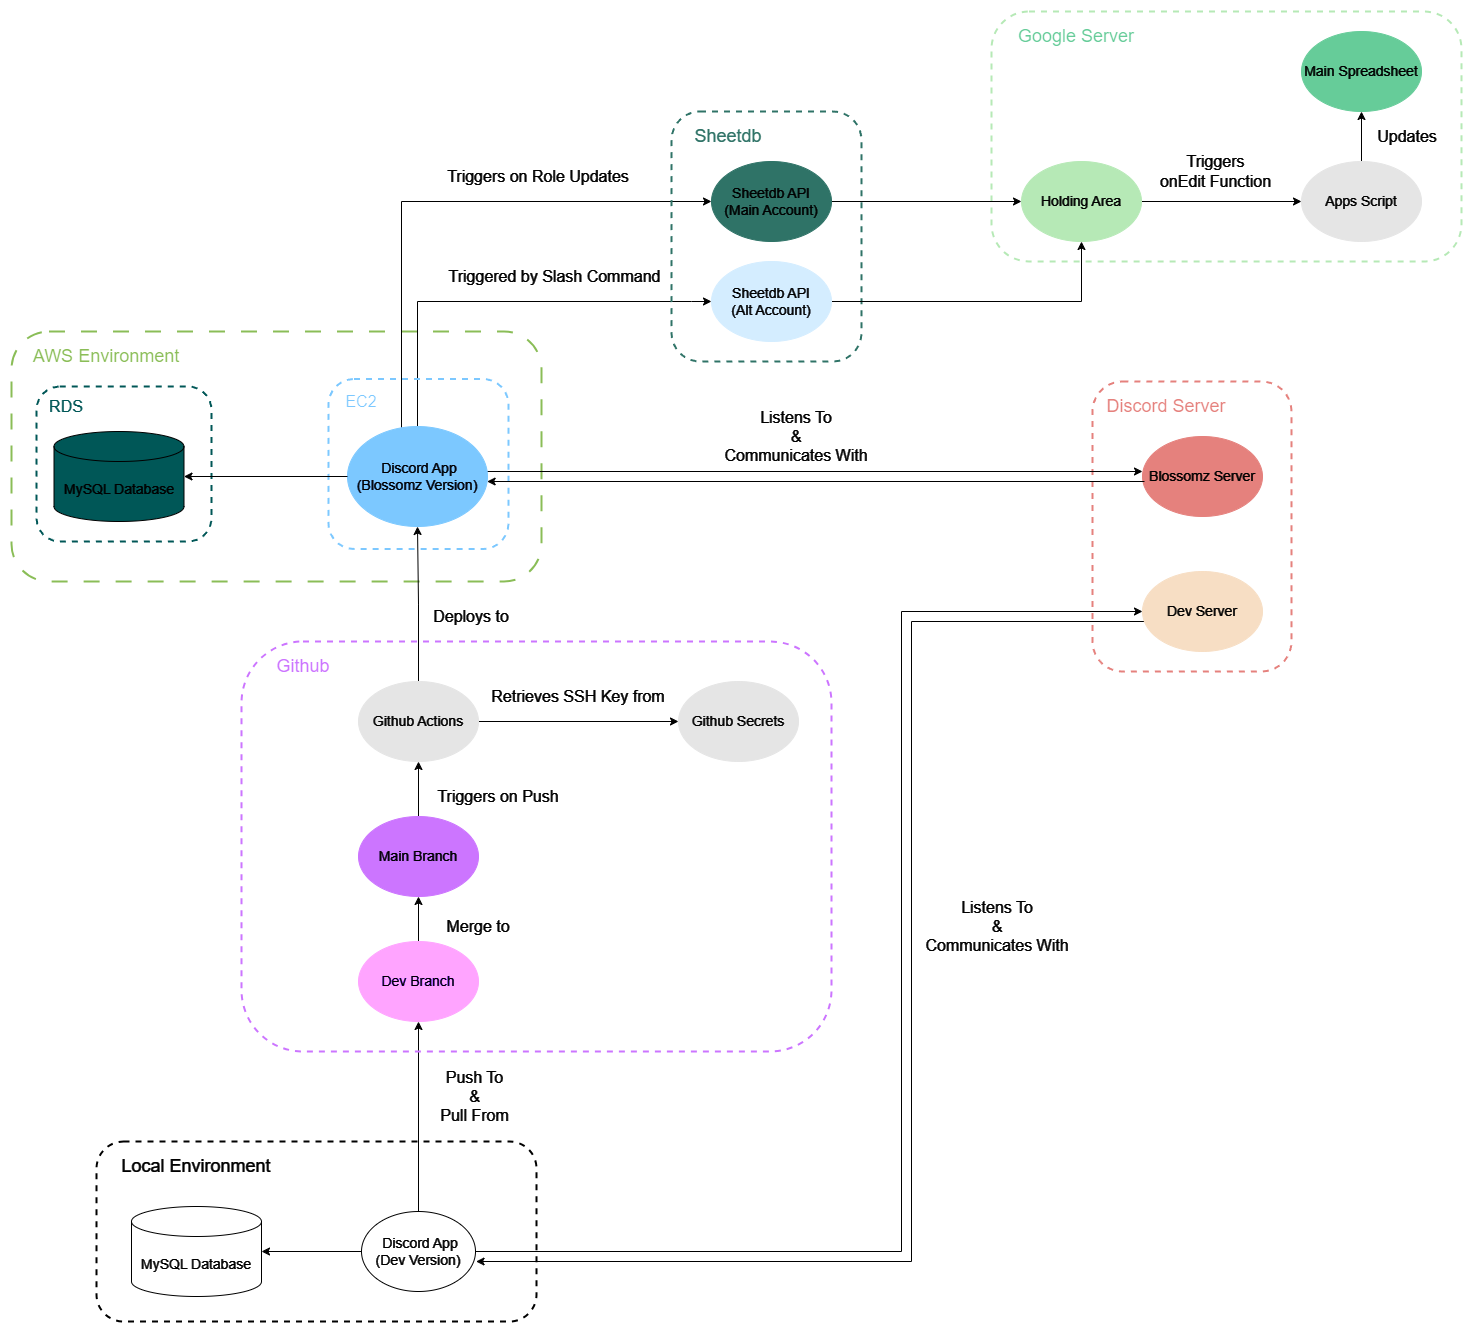 Google Server
Main Spreadsheet
Updates
Sheetdb
Triggers
onEdit Function
Triggers on Role Updates
Sheetdb API
(Main Account)
Holding Area
Apps Script
Triggered by Slash Command
Sheetdb API
(Alt Account)
AWS Environment
RDS
EC2
MySQL Database
Discord App
(Blossomz Version)
Listens To
&
Communicates With
Discord Server
Blossomz Server
Dev Server
Deploys to
Github
Github Actions
Retrieves SSH Key from
Github Secrets
Triggers on Push
Main Branch
Merge to
Dev Branch
Listens To
&
Communicates With
Push To
&
Pull From
Local Environment
MySQL Database
Discord App
(Dev Version)